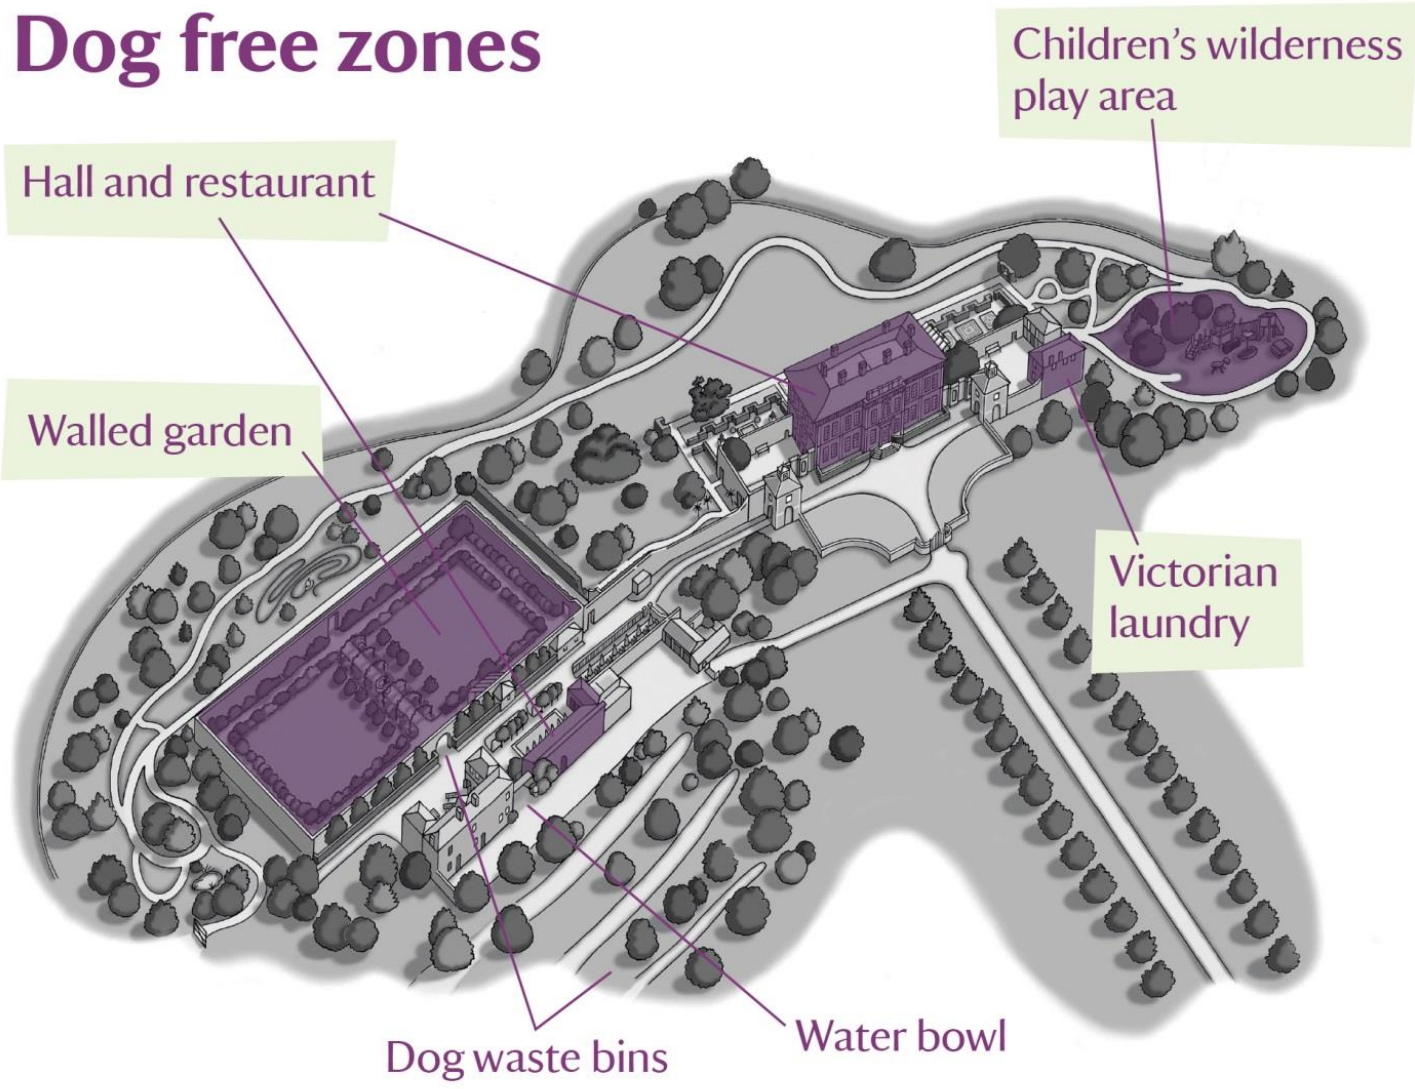 Dog free zones
Children’s wilderness
play area
Hall and restaurant
Walled garden
Victorian
laundry
Water bowl
Dog waste bins